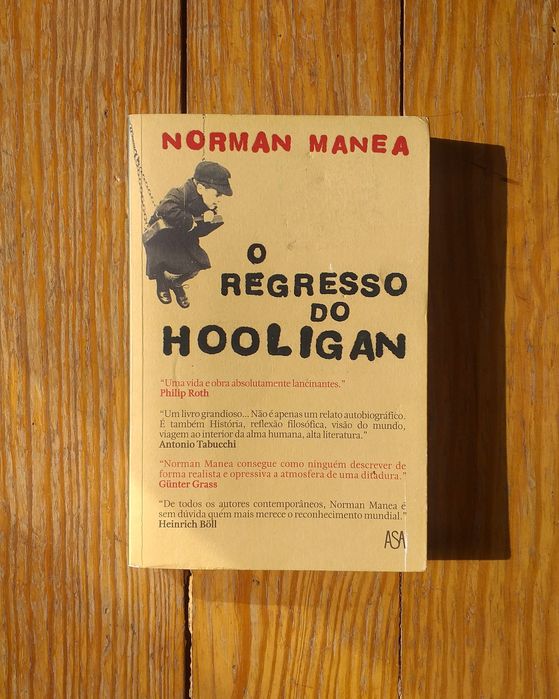 NORMAN MANEA
O
REGRESSO
DO
HOOLIGAN
“Uma vida e obra absolutamente lancinantes.”
Philip Roth
“Um livro grandioso... Não é apenas um relato autobiográfico.
É também História, reflexão filosófica, visão do mundo,
viagem ao interior da alma humana, alta literatura.”
Antonio Tabucchi
“Norman Manea consegue como ninguém descrever de
forma realista e opressiva a atmosfera de uma ditadura.”
Günter Grass
“De todos os autores contemporâneos, Norman Manea é
sem dúvida quem mais merece o reconhecimento mundial.”
Heinrich Böll
ASA